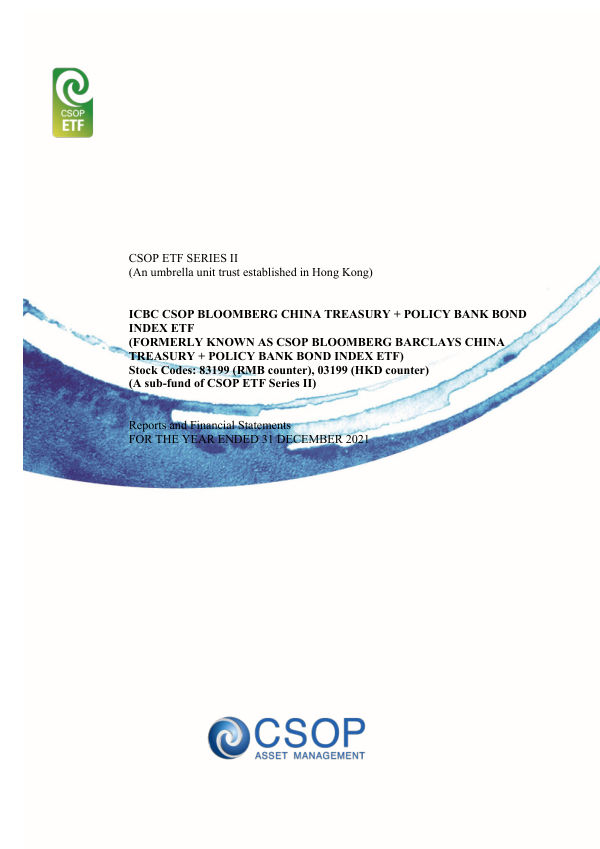 CSOP
ETF
CSOP ETF SERIES II
(An umbrella unit trust established in Hong Kong)
ICBC CSOP BLOOMBERG CHINA TREASURY + POLICY BANK BOND
INDEX ETF
(FORMERLY KNOWN AS CSOP BLOOMBERG BARCLAYS CHINA
TREASURY + POLICY BANK BOND INDEX ETF)
Stock Codes: 83199 (RMB counter), 03199 (HKD counter)
(A sub-fund of CSOP ETF Series II)
Reports and Financial Statements
FOR THE YEAR ENDED 31 DECEMBER 2021
CSOP
ASSET MANAGEMENT